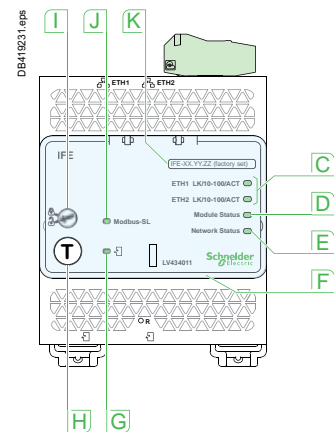 DB419231.eps
I
J
K
ETH1 ETH2
IFE
IFE-XX.YY.ZZ (factory set)
C
ETH1 LK/10-100/ACT
ETH2 LK/10-100/ACT
D
Module Status
Modbus-SL
Network Status
E
T
Schneider
Electric
LV434011
F
R
H
G